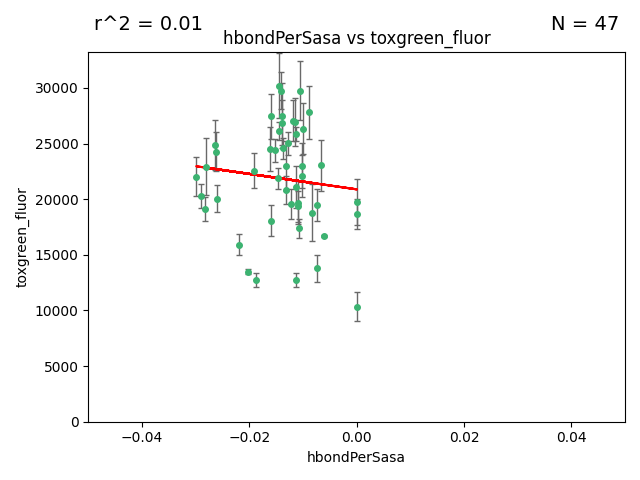 r^2 = 0.01
N = 47
hbondPerSasa vs toxgreen_fluor
30000
25000
20000
15000
10000
5000
0
toxgreen_fluor
−0.04
−0.02
0.00
0.02
0.04
hbondPerSasa